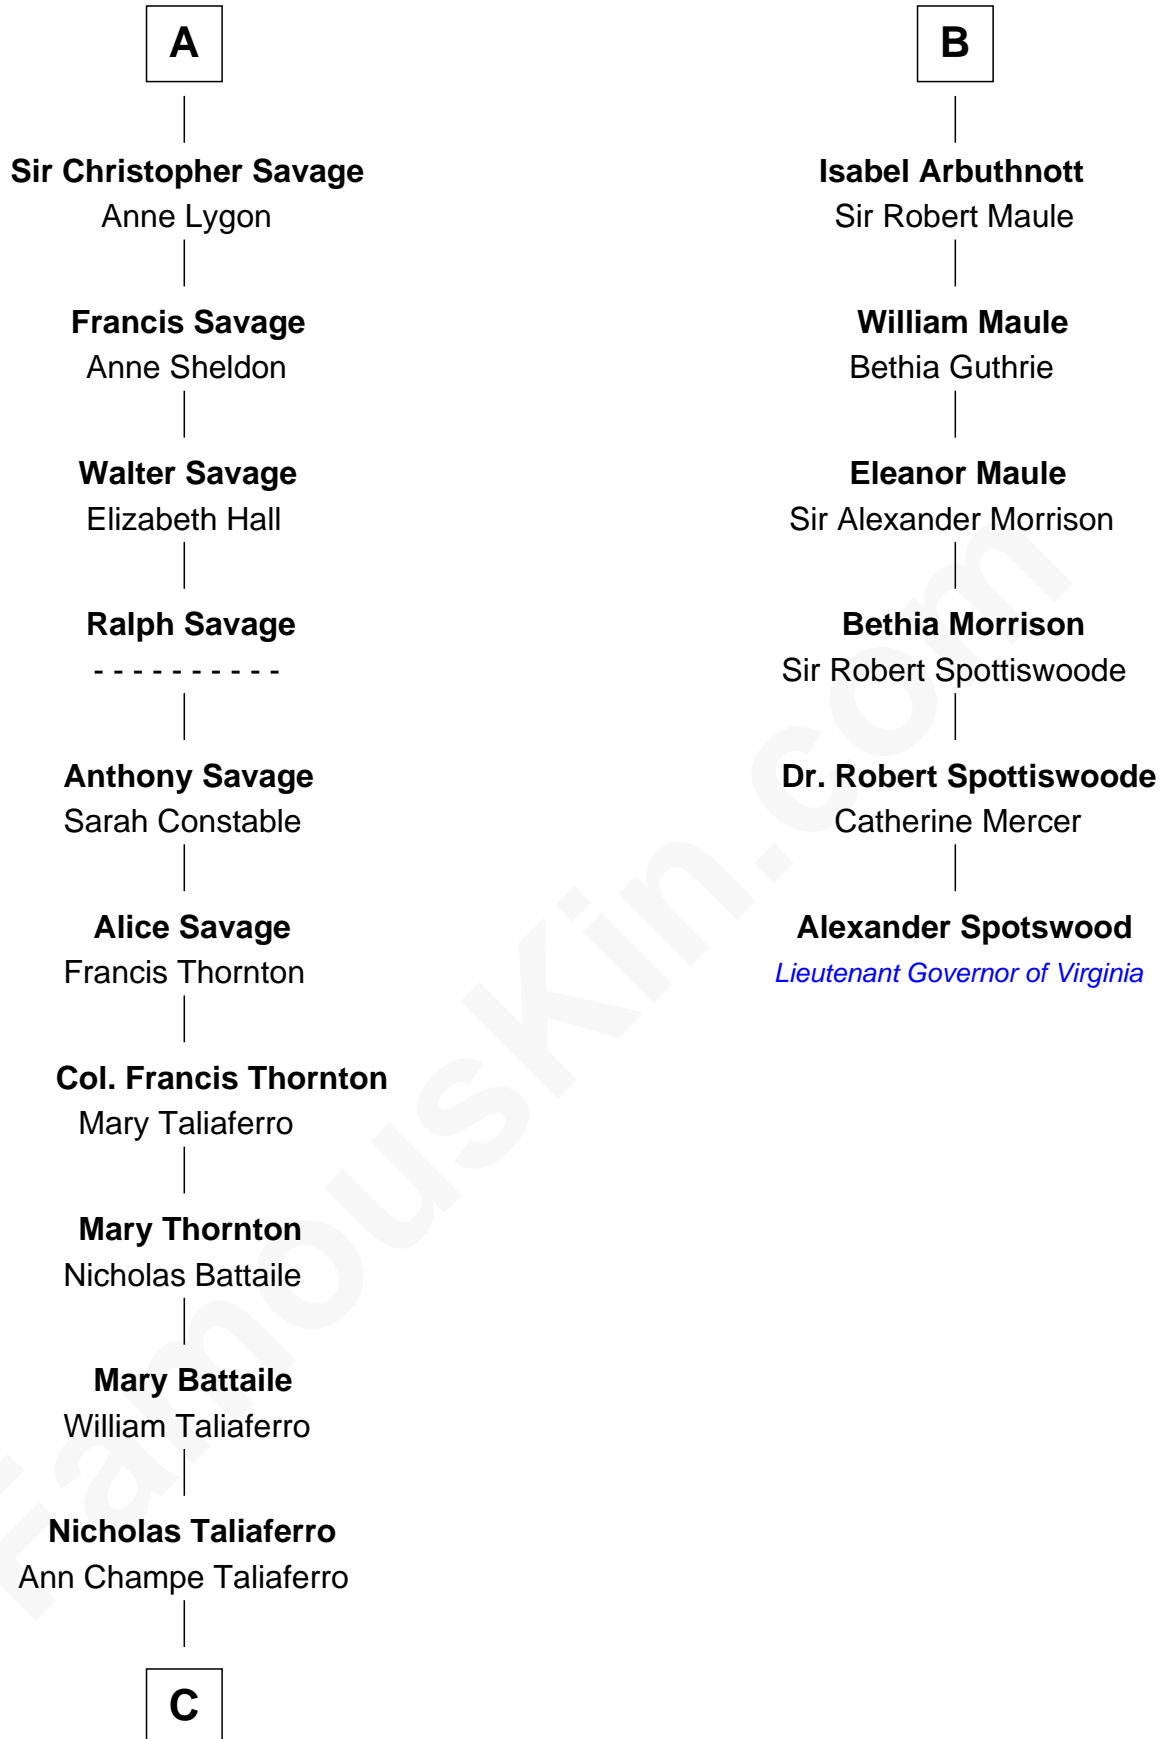 A
Sir Christopher Savage
Anne Lygon
Francis Savage
Anne Sheldon
Walter Savage
Elizabeth Hall
Ralph Savage
- - - - - - - - - -
Anthony Savage
Sarah Constable
Alice Savage
Francis Thornton
Col. Francis Thornton
Mary Taliaferro
Mary Thornton
Nicholas Battaile
Mary Battaile
William Taliaferro
Nicholas Taliaferro
Ann Champe Taliaferro
C
B
Isabel Arbuthnott
Sir Robert Maule
William Maule
Bethia Guthrie
Eleanor Maule
Sir Alexander Morrison
Bethia Morrison
Sir Robert Spottiswoode
Dr. Robert Spottiswoode
Catherine Mercer
Alexander Spotswood
Lieutenant Governor of Virginia
FamousKin.com